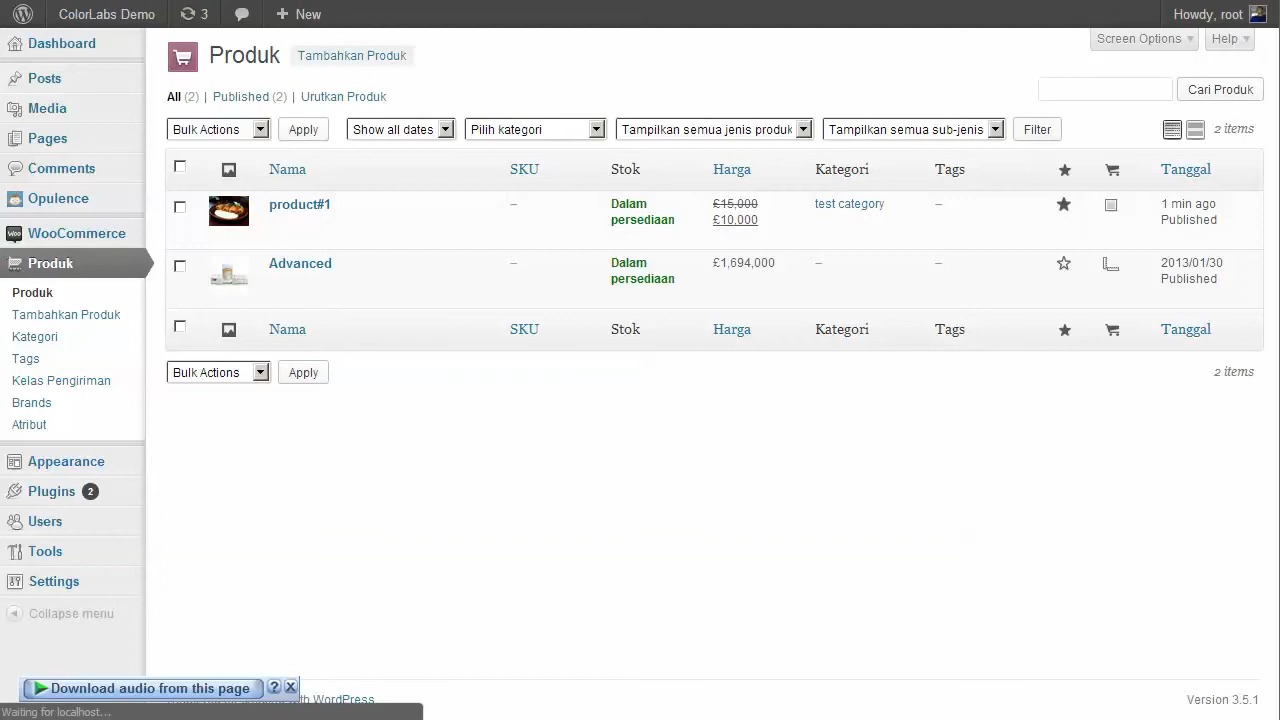 ColorLabs Demo 3 New Howdy, root
Dashboard
Posts
Media
Pages
Comments
Opulence
WooCommerce
Produk
Produk
Tambahkan Produk
Kategori
Tags
Kelas Pengiriman
Brands
Atribut
Appearance
Plugins 2
Users
Tools
Settings
Collapse menu
Screen Options Help
Produk Tambahkan Produk
All (2) | Published (2) | Urutkan Produk
Cari Produk
Bulk Actions Apply Show all dates Pilih kategori Tampilkan semua jenis produk Tampilkan semua sub-jenis Filter 2 items
Nama SKU Stok Harga Kategori Tags Tanggal
product#1 – Dalam persediaan £15,000 £10,000 test category – 1 min ago Published
Advanced – Dalam persediaan £1,694,000 – – 2013/01/30 Published
Nama SKU Stok Harga Kategori Tags Tanggal
Bulk Actions Apply 2 items
Download audio from this page ?
WordPress Version 3.5.1
Waiting for localhost...